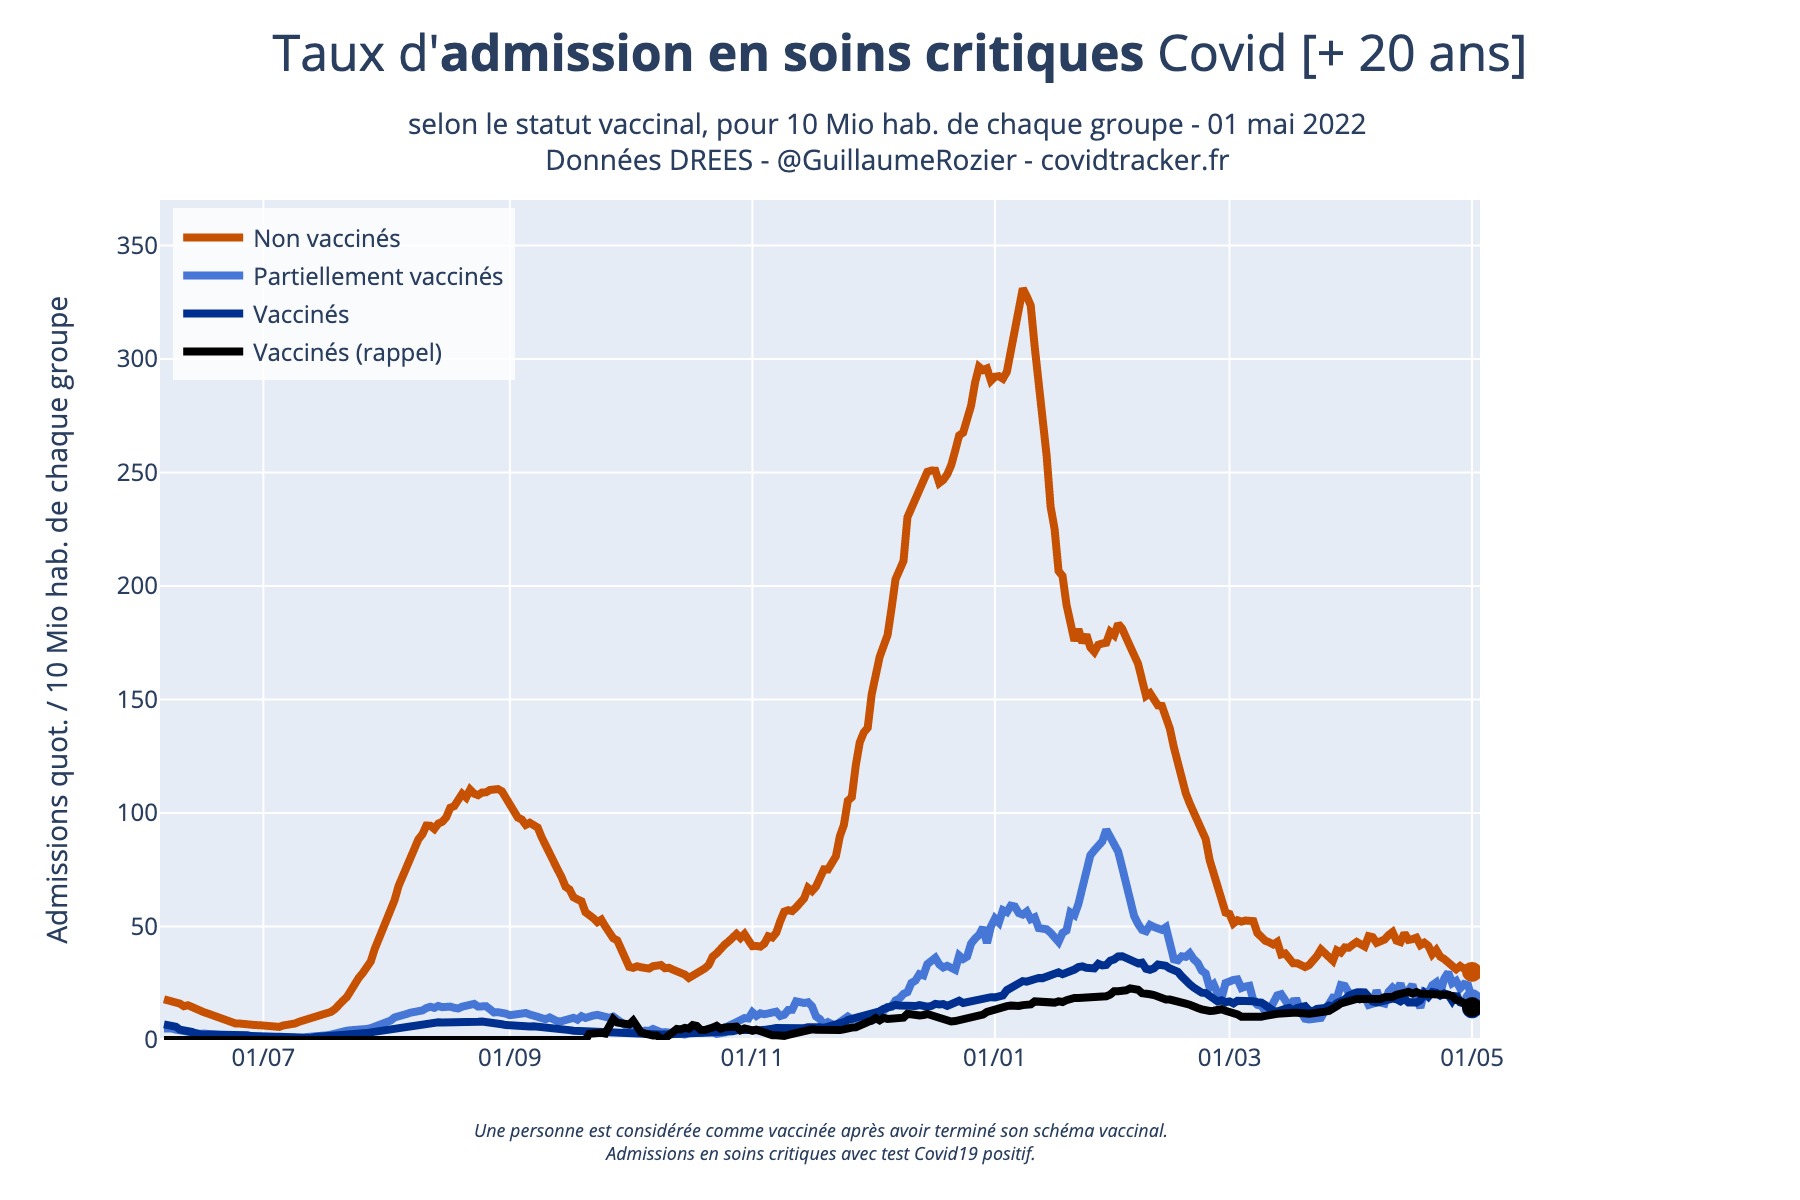 Taux d'admission en soins critiques Covid [+ 20 ans]
selon le statut vaccinal, pour 10 Mio hab. de chaque groupe - 01 mai 2022
Données DREES - @GuillaumeRozier - covidtracker.fr
Admissions quot. / 10 Mio hab. de chaque groupe
350
300
250
200
150
100
50
0
Non vaccinés
Partiellement vaccinés
Vaccinés
Vaccinés (rappel)
01/07
01/09
01/11
01/01
01/03
01/05
Une personne est considérée comme vaccinée après avoir terminé son schéma vaccinal.
Admissions en soins critiques avec test Covid19 positif.